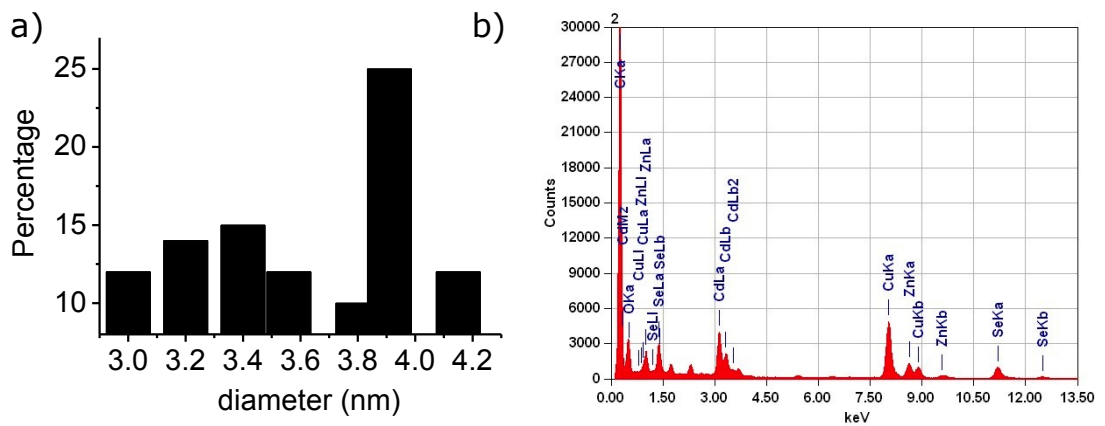 a)
Percentage
25
20
15
10
3.0 3.2 3.4 3.6 3.8 4.0 4.2
diameter (nm)
b)
2
Counts
30000
27000
24000
21000
18000
15000
12000
9000
6000
3000
0
CKa
CdMz
OKa
CuLl
CuLa
ZnLl
ZnLa
SeLl
SeLa
SeLb
CdLa
CdLb
CdLb2
CuKa
ZnKa
CuKb
ZnKb
SeKa
SeKb
0.00 1.50 3.00 4.50 6.00 7.50 9.00 10.50 12.00 13.50
keV